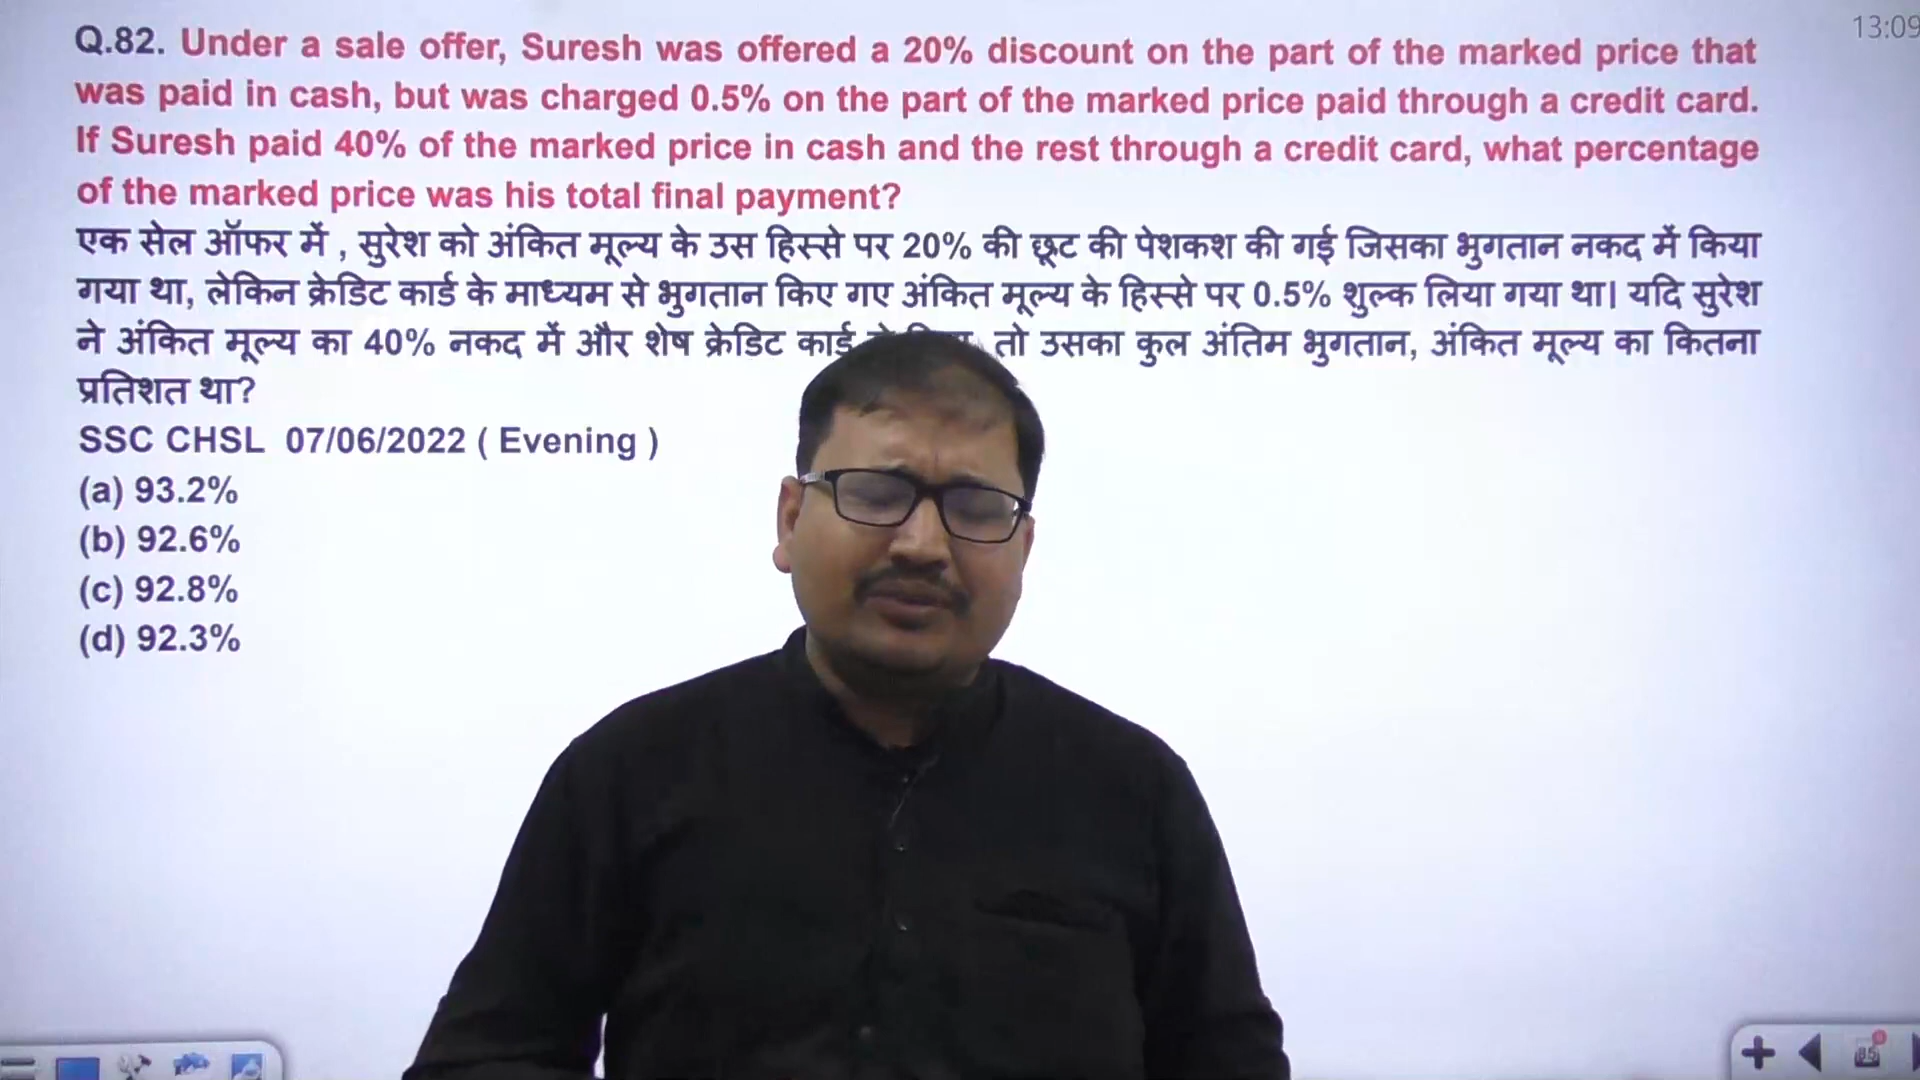 13:09
Q.82. Under a sale offer, Suresh was offered a 20% discount on the part of the marked price that
was paid in cash, but was charged 0.5% on the part of the marked price paid through a credit card.
If Suresh paid 40% of the marked price in cash and the rest through a credit card, what percentage
of the marked price was his total final payment?
एक सेल ऑफर में , सुरेश को अंकित मूल्य के उस हिस्से पर 20% की छूट की पेशकश की गई जिसका भुगतान नकद में किया
गया था, लेकिन क्रेडिट कार्ड के माध्यम से भुगतान किए गए अंकित मूल्य के हिस्से पर 0.5% शुल्क लिया गया था| यदि सुरेश
ने अंकित मूल्य का 40% नकद में और शेष क्रेडिट कार्ड तो उसका कुल अंतिम भुगतान, अंकित मूल्य का कितना
प्रतिशत था?
SSC CHSL 07/06/2022 ( Evening )
(a) 93.2%
(b) 92.6%
(c) 92.8%
(d) 92.3%